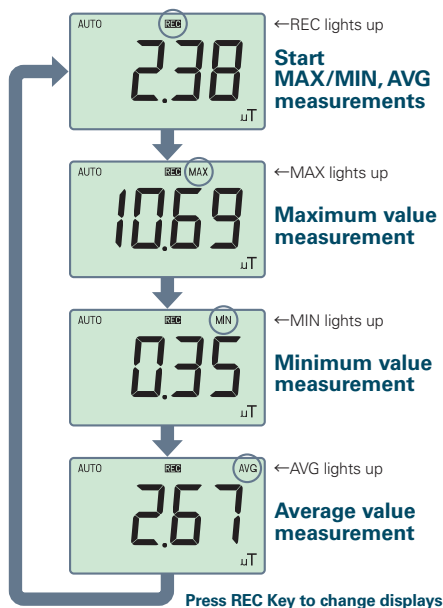 AUTO REC
←REC lights up
2.38
µT
Start
MAX/MIN, AVG
measurements
AUTO REC MAX
←MAX lights up
10.69
µT
Maximum value
measurement
AUTO REC MIN
←MIN lights up
0.35
µT
Minimum value
measurement
AUTO REC AVG
←AVG lights up
2.67
µT
Average value
measurement
Press REC Key to change displays